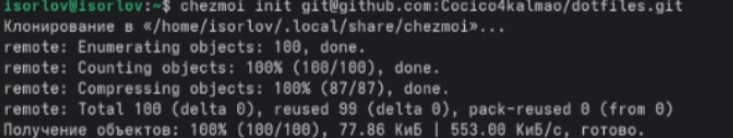 isorlov@isorlov:~$ chezmoi init git@github.com:Cocico4kalmao/dotfiles.git
Клонирование в «/home/isorlov/.local/share/chezmoi»...
remote: Enumerating objects: 100, done.
remote: Counting objects: 100% (100/100), done.
remote: Compressing objects: 100% (87/87), done.
remote: Total 100 (delta 0), reused 99 (delta 0), pack-reused 0 (from 0)
Получение объектов: 100% (100/100), 77.86 КиБ | 553.00 КиБ/с, готово.